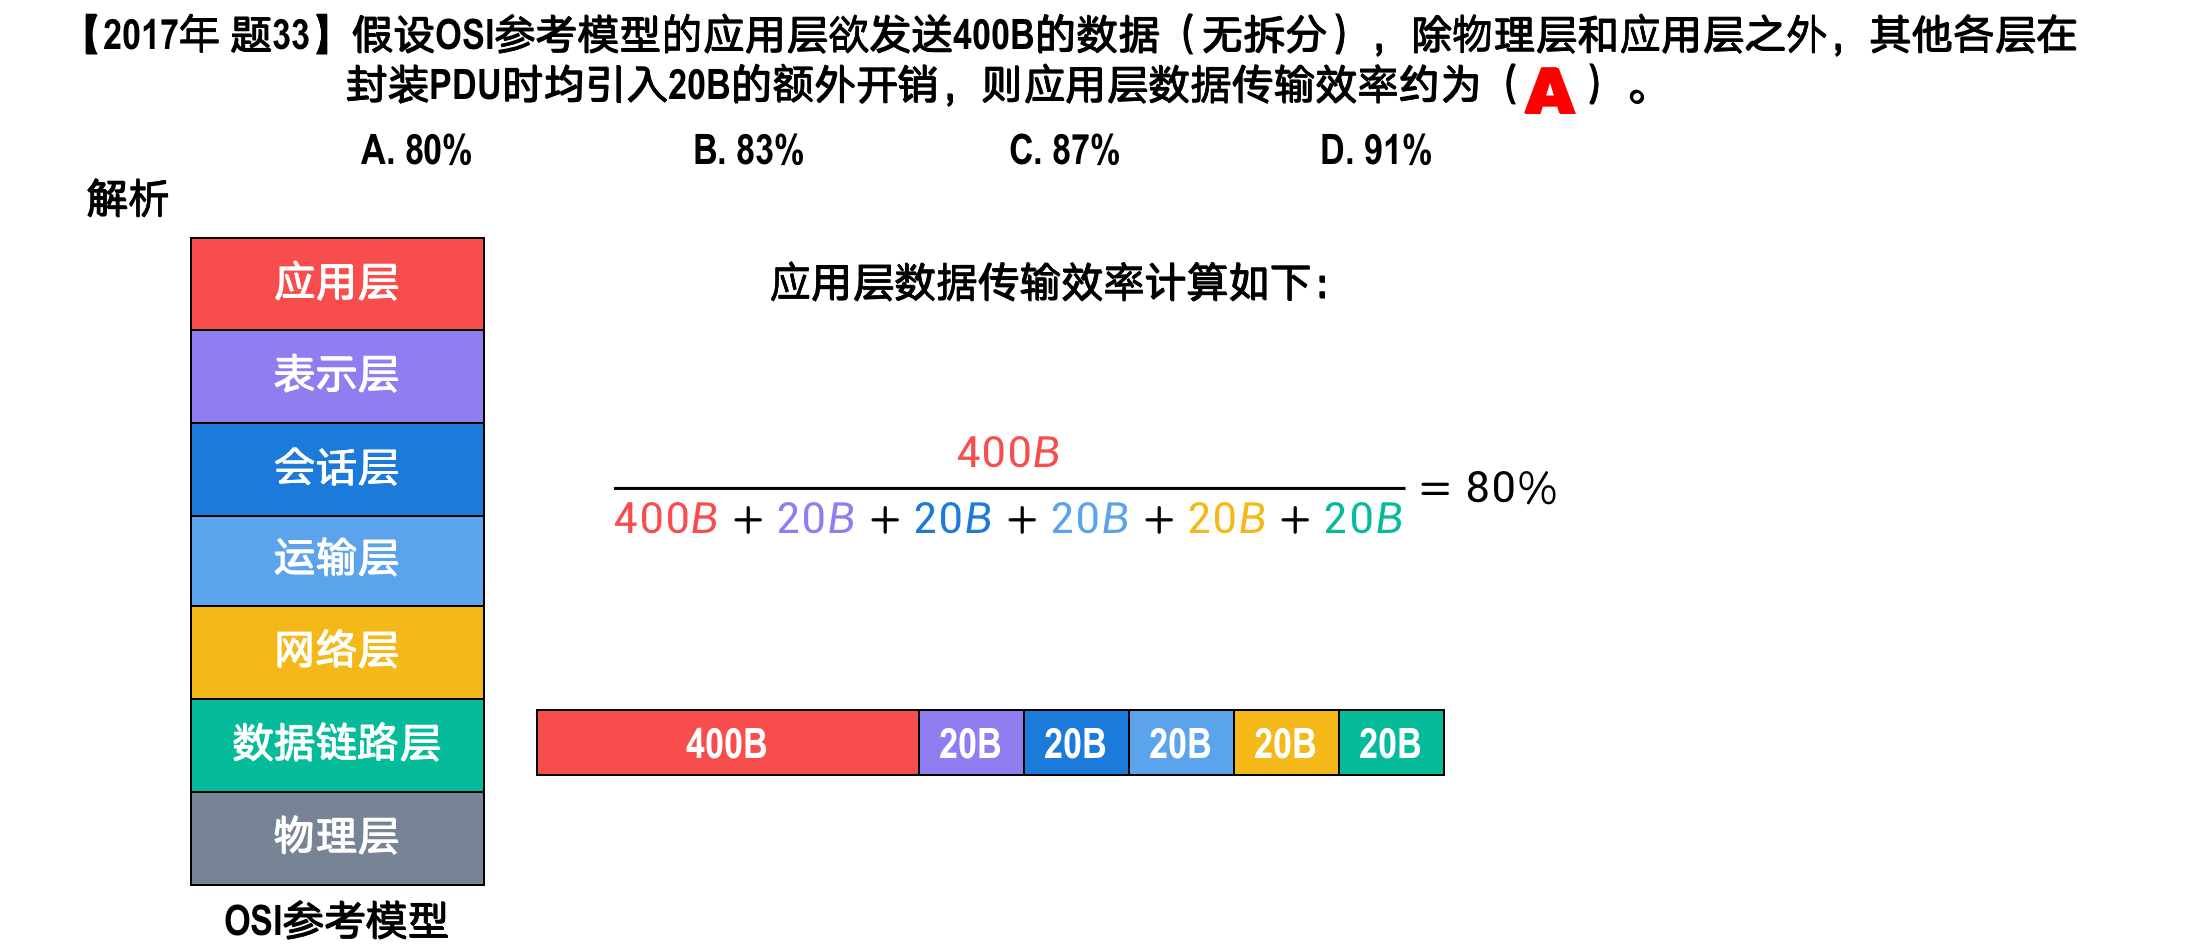 【2017年 题33】假设OSI参考模型的应用层欲发送400B的数据（无拆分），除物理层和应用层之外，其他各层在
封装PDU时均引入20B的额外开销，则应用层数据传输效率约为（A）。
A. 80% B. 83% C. 87% D. 91%
解析
应用层
表示层
会话层
运输层
网络层
数据链路层
物理层
OSI参考模型
应用层数据传输效率计算如下：
400B
400B + 20B + 20B + 20B + 20B + 20B = 80%
400B 20B 20B 20B 20B 20B